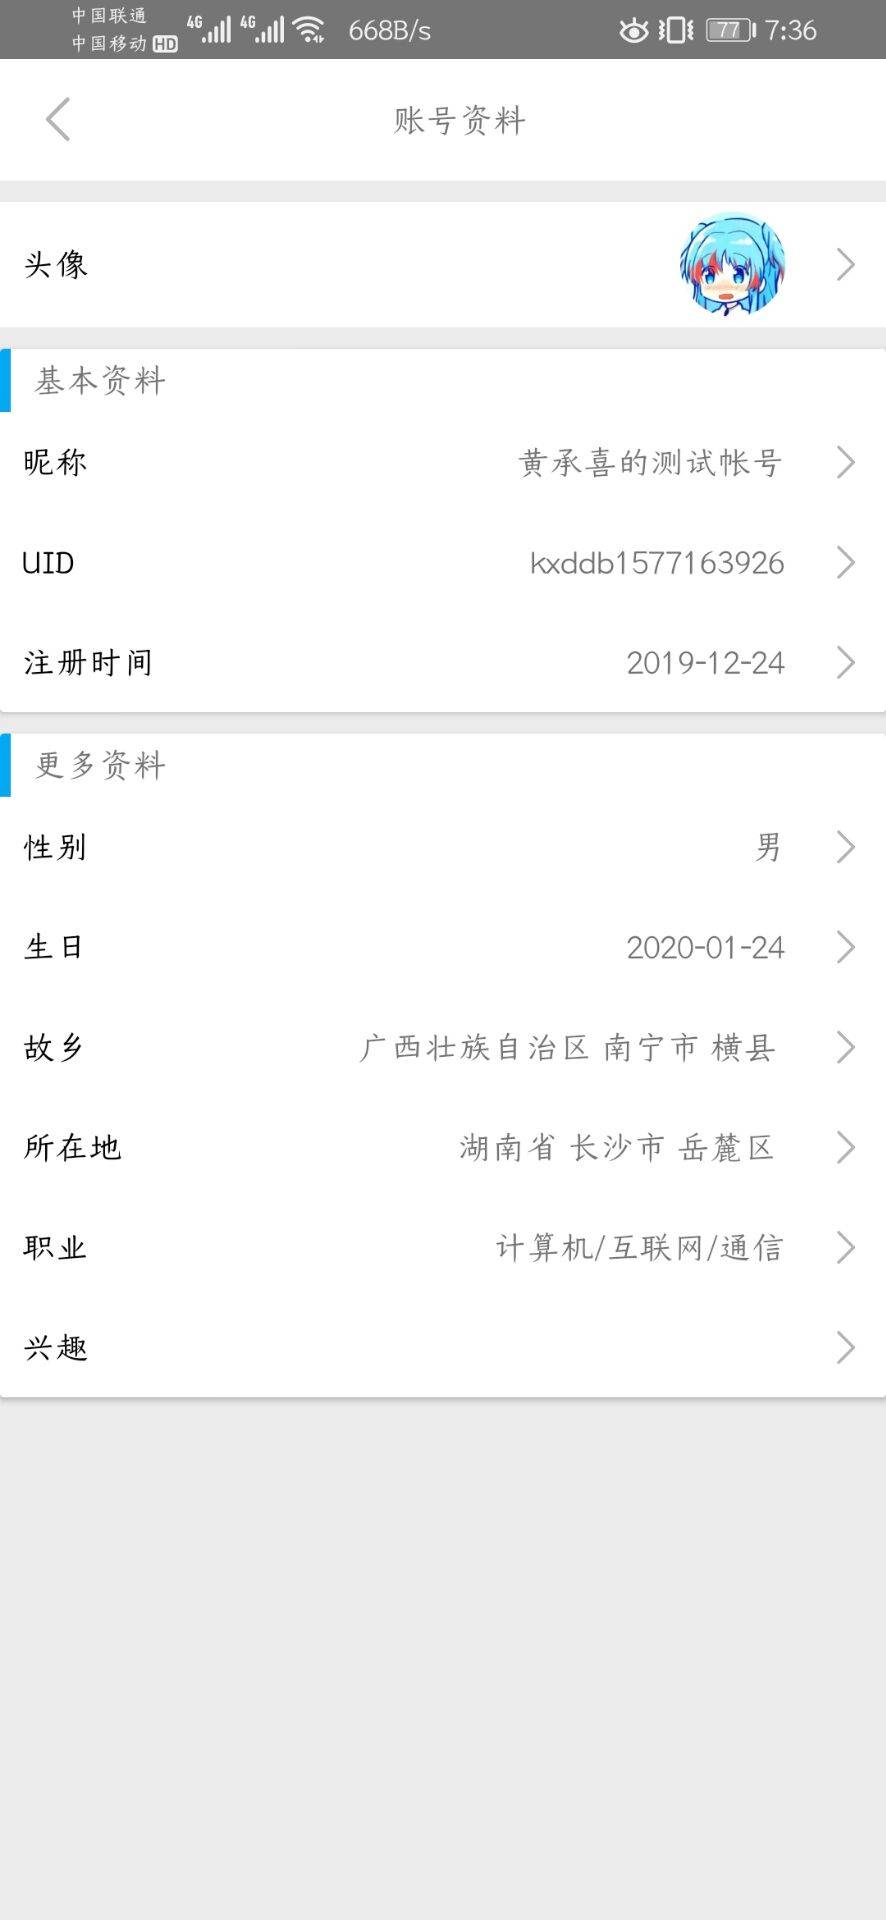 中国联通
中国移动 HD 4G 4G 668B/s 77 7:36
账号资料
头像
基本资料
昵称 黄承喜的测试帐号
UID kxddb1577163926
注册时间 2019-12-24
更多资料
性别 男
生日 2020-01-24
故乡 广西壮族自治区 南宁市 横县
所在地 湖南省 长沙市 岳麓区
职业 计算机/互联网/通信
兴趣